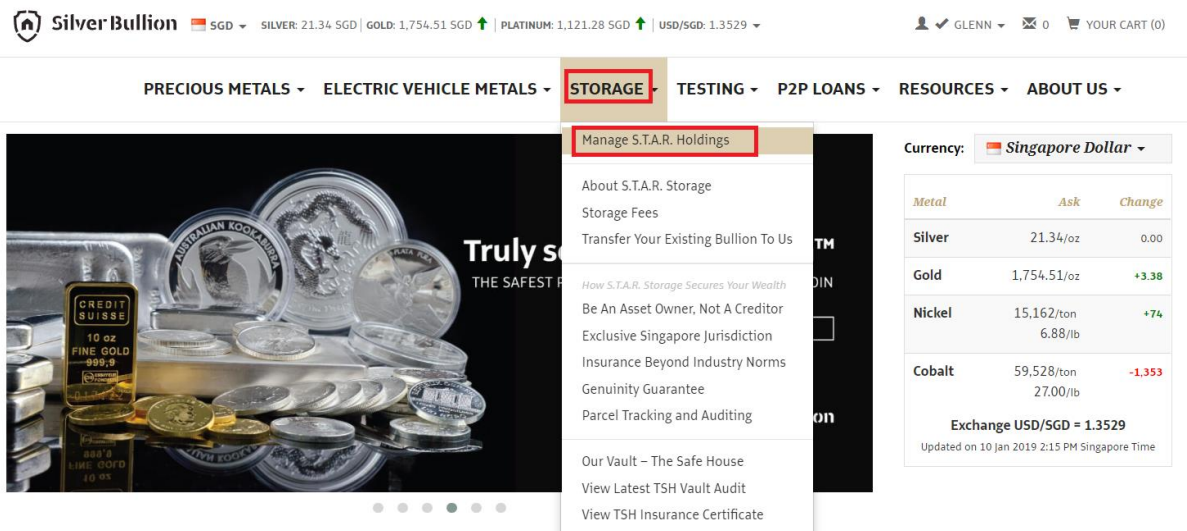 Silver Bullion SGD SILVER: 21.34 SGD | GOLD: 1,754.51 SGD | PLATINUM: 1,121.28 SGD | USD/SGD: 1.3529 GLENN 0 YOUR CART (0)
PRECIOUS METALS ELECTRIC VEHICLE METALS STORAGE TESTING P2P LOANS RESOURCES ABOUT US
Manage S.T.A.R. Holdings
About S.T.A.R. Storage
Storage Fees
Transfer Your Existing Bullion To Us
How S.T.A.R. Storage Secures Your Wealth
Be An Asset Owner, Not A Creditor
Exclusive Singapore Jurisdiction
Insurance Beyond Industry Norms
Genuinity Guarantee
Parcel Tracking and Auditing
Our Vault – The Safe House
View Latest TSH Vault Audit
View TSH Insurance Certificate
AUSTRALIAN KOOKABURRA
PLATA PURA
CREDIT
SUISSE
10 oz
FINE GOLD
999,9
Truly s
TM
THE SAFEST
OIN
on
Currency: Singapore Dollar
Metal Ask Change
Silver 21.34/oz 0.00
Gold 1,754.51/oz +3.38
Nickel 15,162/ton +74
6.88/lb
Cobalt 59,528/ton -1,353
27.00/lb
Exchange USD/SGD = 1.3529
Updated on 10 Jan 2019 2:15 PM Singapore Time